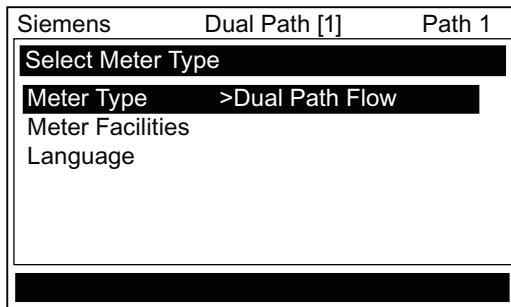 Siemens Dual Path [1] Path 1
Select Meter Type
Meter Type >Dual Path Flow
Meter Facilities
Language